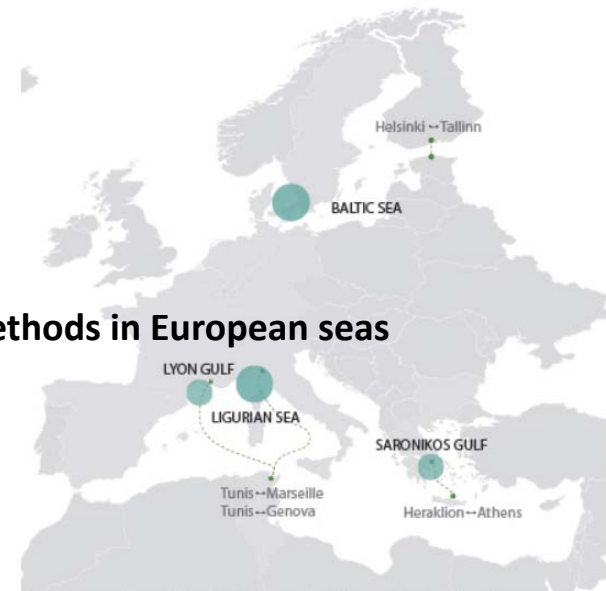 Helsinki ↔ Tallinn
BALTIC SEA
ethods in European seas
LYON GULF
LIGURIAN SEA
SARONIKOS GULF
Tunis↔Marseille
Tunis↔Genova
Heraklion↔Athens